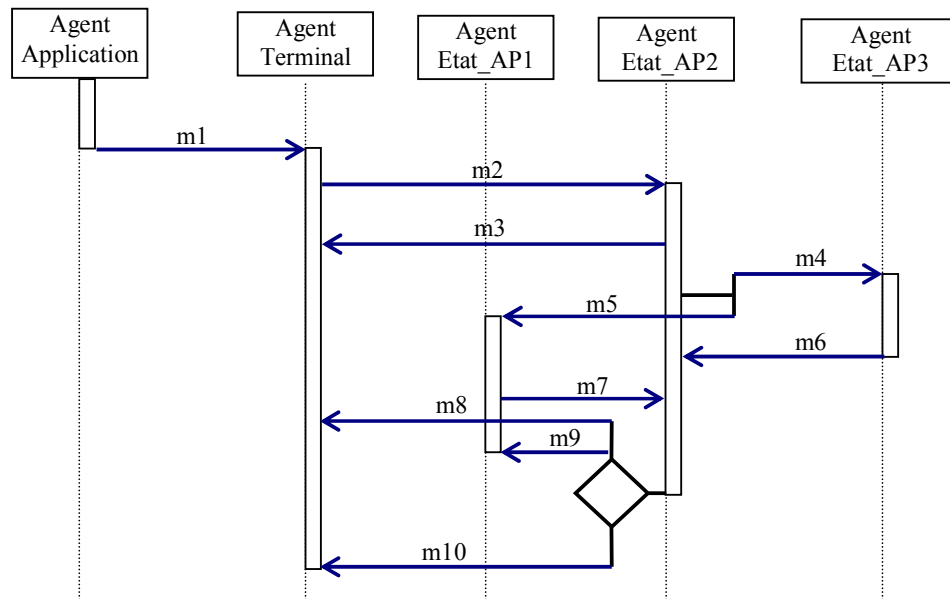 Agent
Application
Agent
Terminal
Agent
Etat_AP1
Agent
Etat_AP2
Agent
Etat_AP3
m1
m2
m3
m4
m5
m6
m7
m8
m9
m10